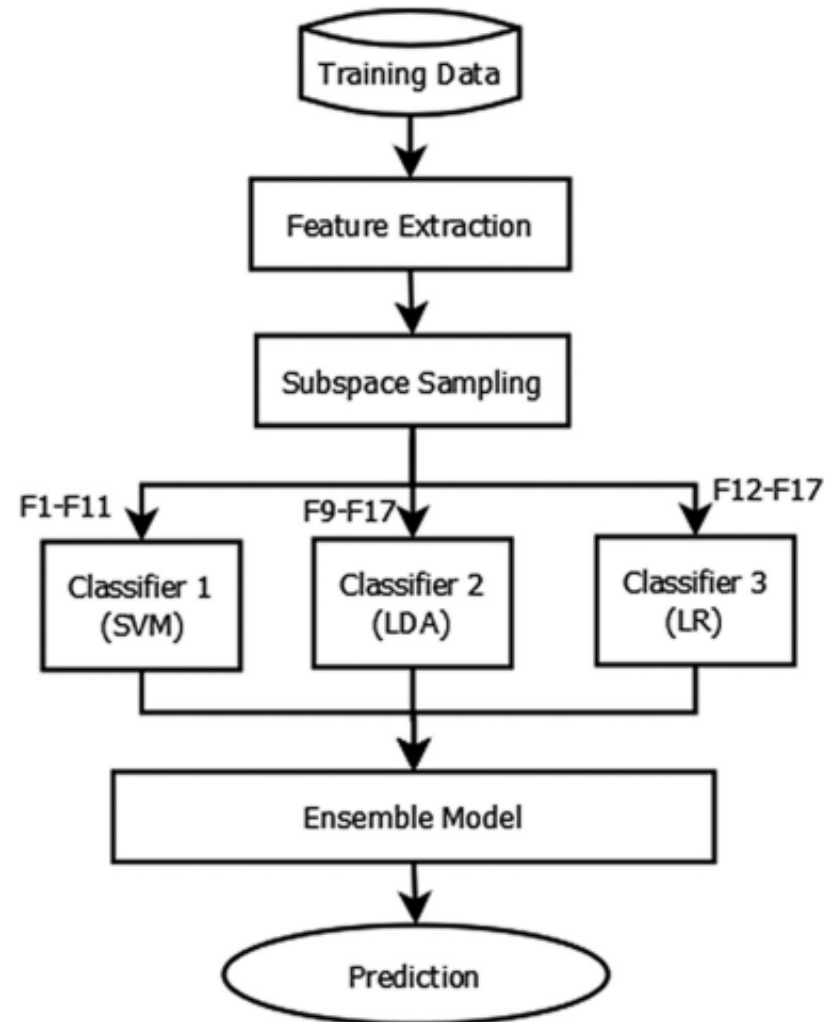 Training Data
Feature Extraction
Subspace Sampling
F1-F11
F9-F17
F12-F17
Classifier 1
(SVM)
Classifier 2
(LDA)
Classifier 3
(LR)
Ensemble Model
Prediction